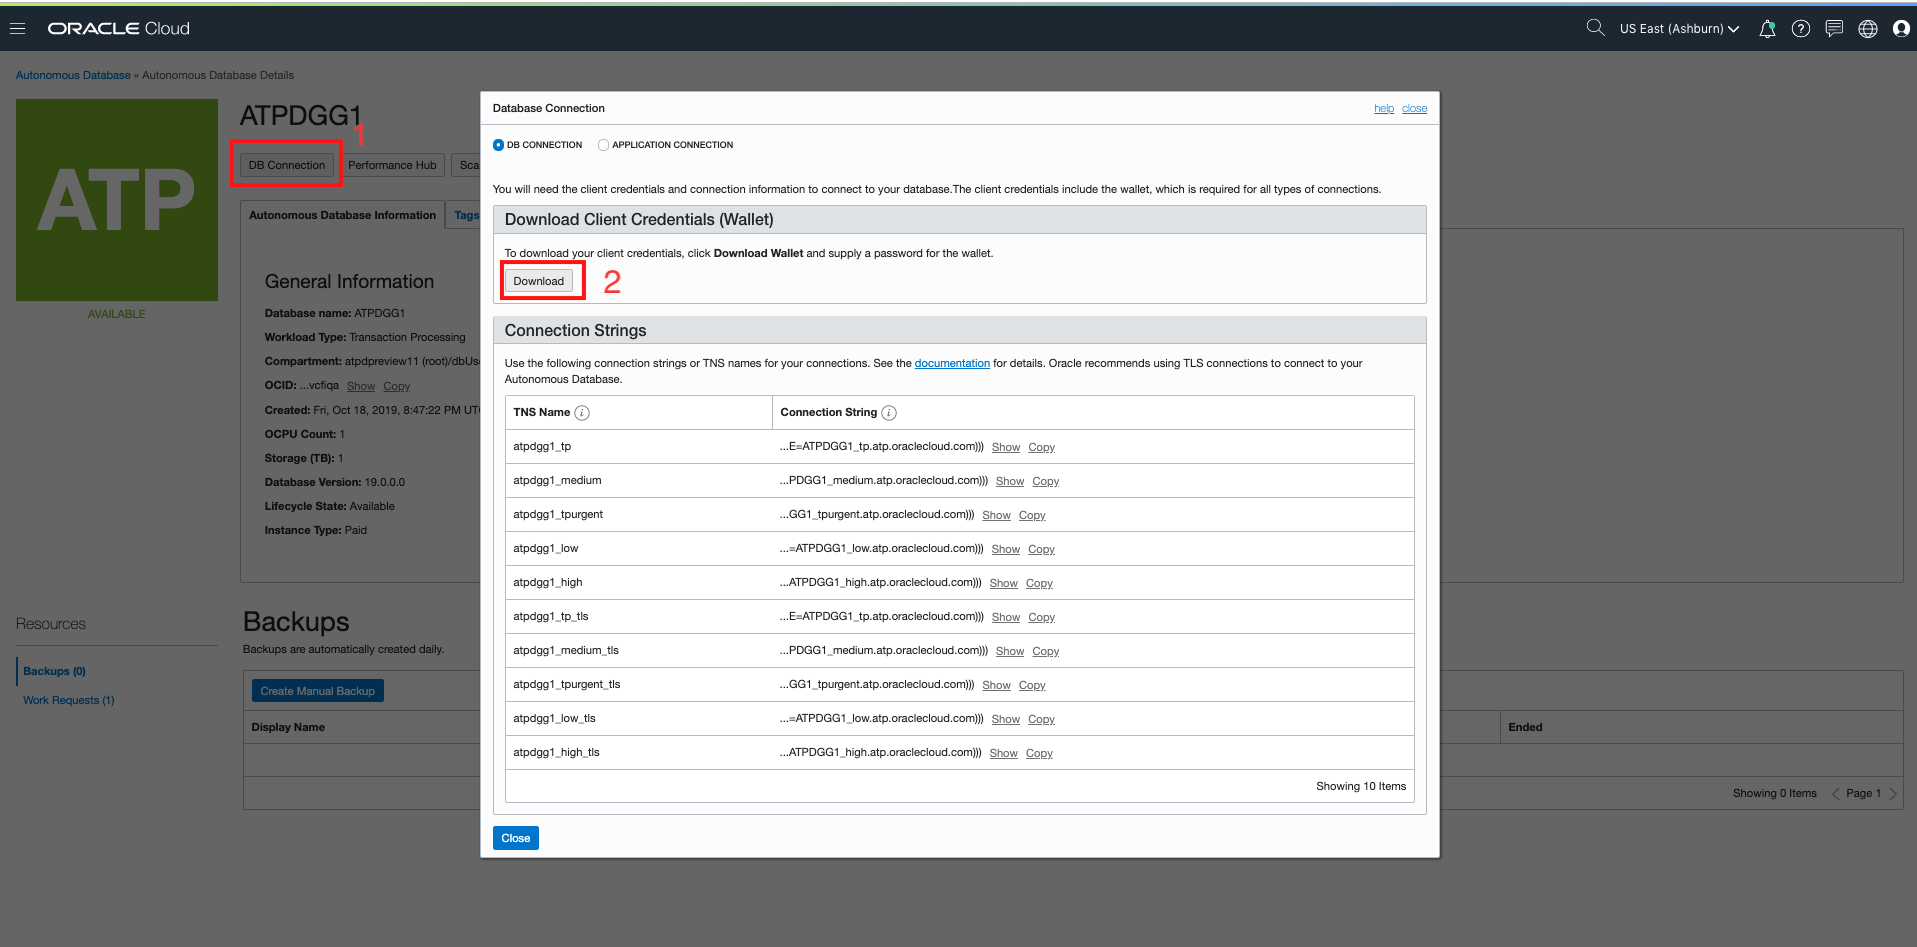 ORACLE Cloud
US East (Ashburn)
Autonomous Database » Autonomous Database Details
ATP
AVAILABLE
ATPDGG1
1
DB Connection
Performance Hub
Sca
Autonomous Database Information
Tags
General Information
Database name: ATPDGG1
Workload Type: Transaction Processing
Compartment: atpdpreview11 (root)/dbUs
OCID: ...vcfiqa Show Copy
Created: Fri, Oct 18, 2019, 8:47:22 PM UT
OCPU Count: 1
Storage (TB): 1
Database Version: 19.0.0.0
Lifecycle State: Available
Instance Type: Paid
Resources
Backups (0)
Work Requests (1)
Backups
Backups are automatically created daily.
Create Manual Backup
Display Name
Ended
Showing 0 Items
Page 1
Database Connection
help close
DB CONNECTION
APPLICATION CONNECTION
You will need the client credentials and connection information to connect to your database.The client credentials include the wallet, which is required for all types of connections.
Download Client Credentials (Wallet)
To download your client credentials, click Download Wallet and supply a password for the wallet.
Download
2
Connection Strings
Use the following connection strings or TNS names for your connections. See the documentation for details. Oracle recommends using TLS connections to connect to your
Autonomous Database.
TNS Name i Connection String i
atpdgg1_tp ...E=ATPDGG1_tp.atp.oraclecloud.com))) Show Copy
atpdgg1_medium ...PDGG1_medium.atp.oraclecloud.com))) Show Copy
atpdgg1_tpurgent ...GG1_tpurgent.atp.oraclecloud.com))) Show Copy
atpdgg1_low ...=ATPDGG1_low.atp.oraclecloud.com))) Show Copy
atpdgg1_high ...ATPDGG1_high.atp.oraclecloud.com))) Show Copy
atpdgg1_tp_tls ...E=ATPDGG1_tp.atp.oraclecloud.com))) Show Copy
atpdgg1_medium_tls ...PDGG1_medium.atp.oraclecloud.com))) Show Copy
atpdgg1_tpurgent_tls ...GG1_tpurgent.atp.oraclecloud.com))) Show Copy
atpdgg1_low_tls ...=ATPDGG1_low.atp.oraclecloud.com))) Show Copy
atpdgg1_high_tls ...ATPDGG1_high.atp.oraclecloud.com))) Show Copy
Showing 10 Items
Close